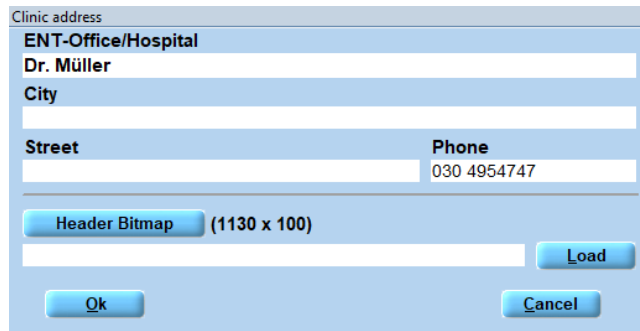 Clinic address
ENT-Office/Hospital
Dr. Müller
City
Street Phone
030 4954747
Header Bitmap (1130 x 100)
Load
Ok Cancel